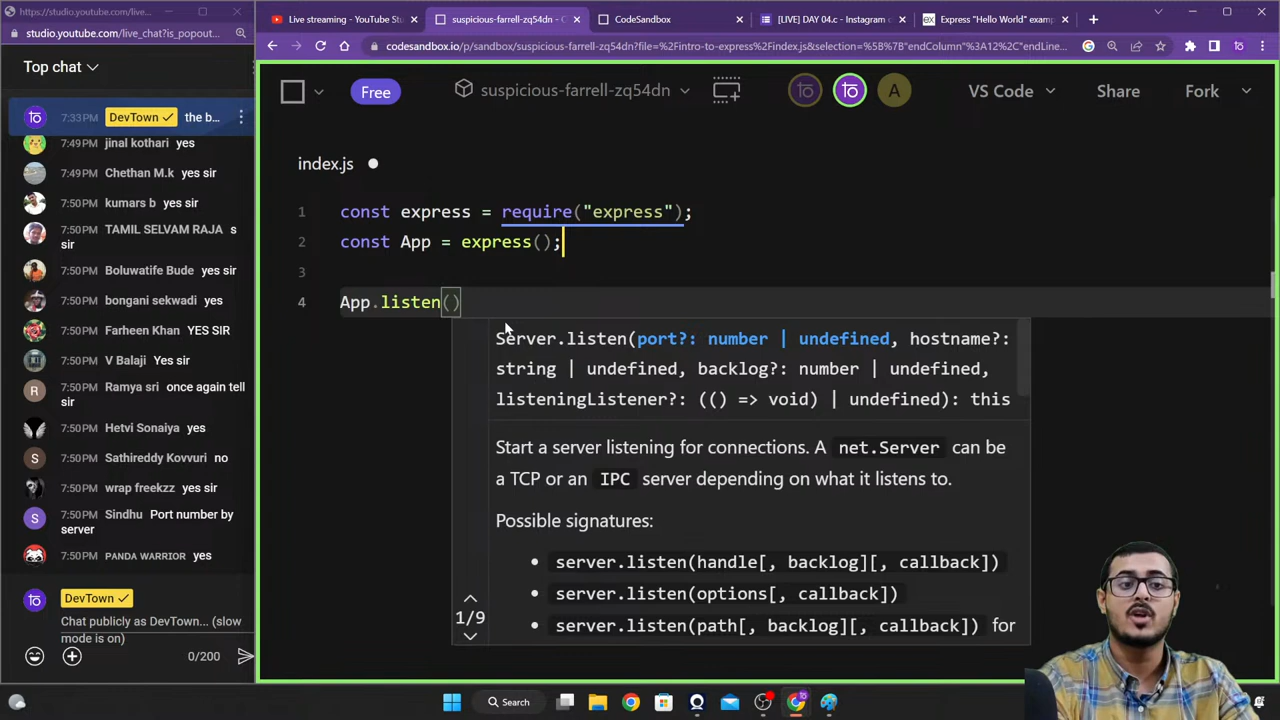 https://studio.youtube.com/live...
studio.youtube.com/live_chat?is_popout...
Top chat
7:33PM DevTown ✓ the b...
7:49PM jinal kothari yes
7:49PM Chethan M.k yes sir
7:50PM kumars b yes sir
7:50PM TAMIL SELVAM RAJA s
sir
7:50PM Boluwatife Bude yes sir
7:50PM bongani sekwadi yes
7:50PM Farheen Khan YES SIR
7:50PM V Balaji Yes sir
R 7:50PM Ramya sri once again tell
sir
7:50PM Hetvi Sonaiya yes
S 7:50PM Sathireddy Kovvuri no
7:50PM wrap freekzz yes sir
S 7:50PM Sindhu Port number by
server
7:50PM PANDA WARRIOR yes
DevTown ✓
Chat publicly as DevTown... (slow
mode is on)
0/200
Live streaming - YouTube St
suspicious-farrell-zq54dn - C
CodeSandbox
[LIVE] DAY 04.c - Instagram c
ex Express "Hello World" examp
codesandbox.io/p/sandbox/suspicious-farrell-zq54dn?file=%2Fintro-to-express%2Findex.js&selection=%5B%7B"endColumn"%3A12%2C"endLine...
Free
suspicious-farrell-zq54dn
A
VS Code
Share
Fork
index.js
1 const express = require("express");
2 const App = express();
3
4 App.listen()
Server.listen(port?: number | undefined, hostname?:
string | undefined, backlog?: number | undefined,
listeningListener?: (() => void) | undefined): this
Start a server listening for connections. A net.Server can be
a TCP or an IPC server depending on what it listens to.
Possible signatures:
• server.listen(handle[, backlog][, callback])
• server.listen(options[, callback])
• server.listen(path[, backlog][, callback]) for
1/9
Search